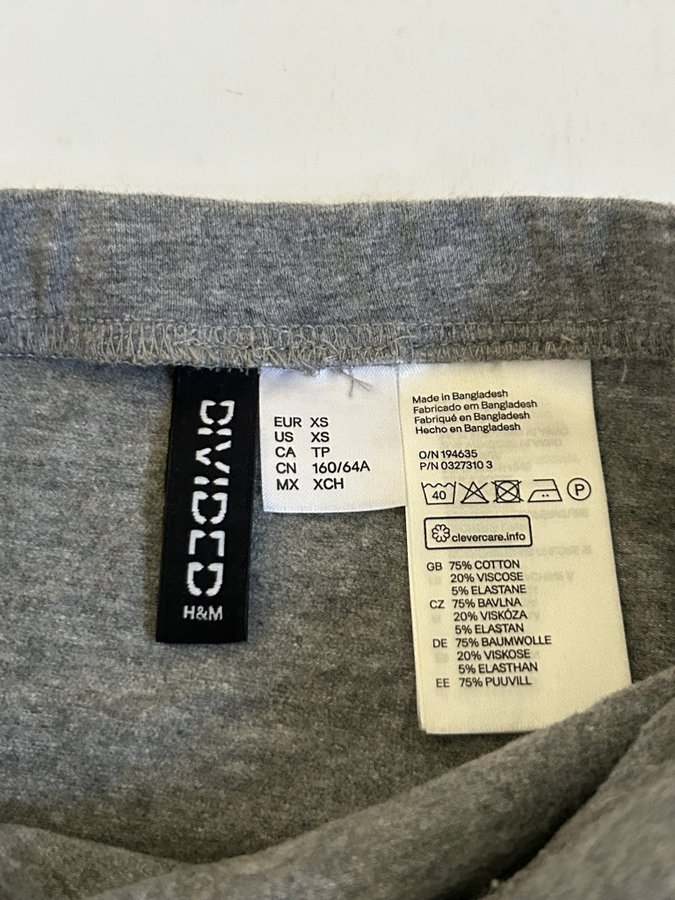 DIVIDED
H&M
EUR XS
US XS
CA TP
CN 160/64A
MX XCH
Made in Bangladesh
Fabricado em Bangladesh
Fabriqué en Bangladesh
Hecho en Bangladesh
O/N 194635
P/N 0327310 3
40 P
clevercare.info
GB 75% COTTON
20% VISCOSE
5% ELASTANE
CZ 75% BAVLNA
20% VISKÓZA
5% ELASTAN
DE 75% BAUMWOLLE
20% VISKOSE
5% ELASTHAN
EE 75% PUUVILL